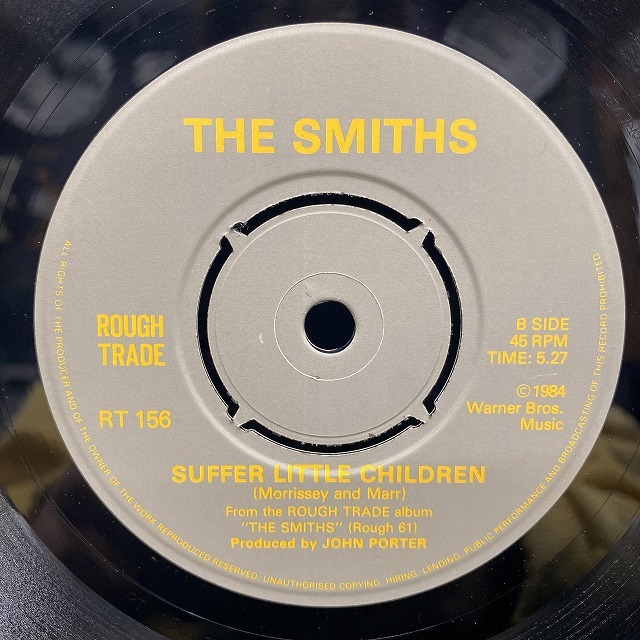 THE SMITHS
ROUGH
TRADE
RT 156
B SIDE
45 RPM
TIME: 5.27
© 1984
Warner Bros.
Music
SUFFER LITTLE CHILDREN
(Morrissey and Marr)
From the ROUGH TRADE album
"THE SMITHS" (Rough 61)
Produced by JOHN PORTER
ALL RIGHTS OF THE PRODUCER AND OF THE OWNER OF THE WORK REPRODUCED RESERVED. UNAUTHORISED COPYING, HIRING, LENDING, PUBLIC PERFORMANCE AND BROADCASTING OF THIS RECORD PROHIBITED